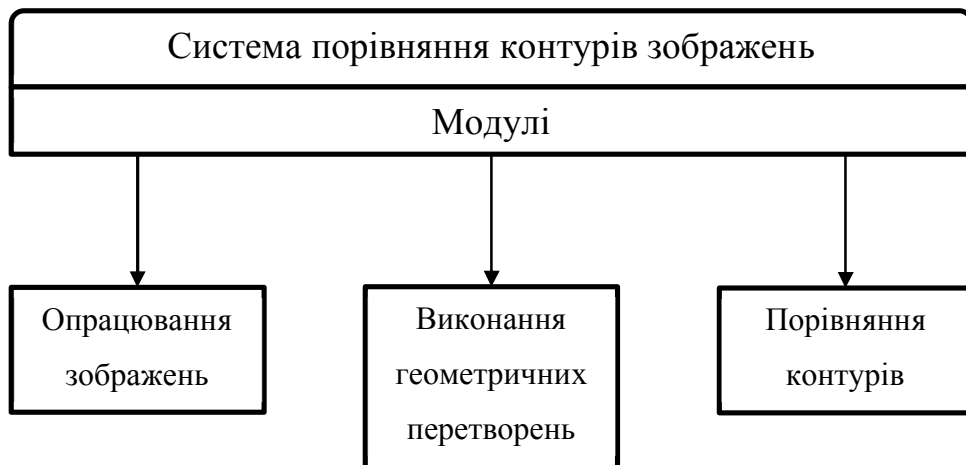 Система порівняння контурів зображень
Модулі
Опрацювання
зображень
Виконання
геометричних
перетворень
Порівняння
контурів